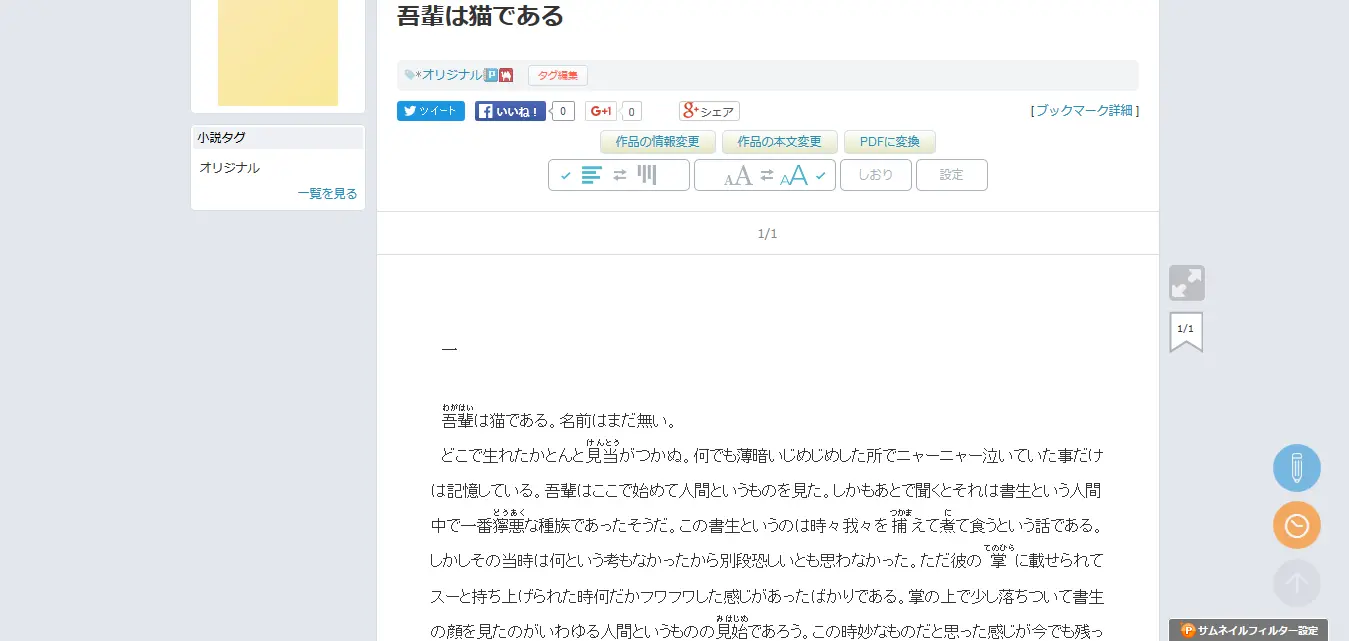 吾輩は猫である
*オリジナル
タグ編集
ツイート
いいね！
0
G+1
0
8+ シェア
[ブックマーク詳細]
作品の情報変更
作品の本文変更
PDFに変換
AA
AA
しおり
設定
小説タグ
オリジナル
一覧を見る
1/1
1/1
一
わがはい
吾輩は猫である。名前はまだ無い。
けんとう
どこで生れたかとんと見当がつかぬ。何でも薄暗いじめじめした所でニャーニャー泣いていた事だけ
は記憶している。吾輩はここで始めて人間というものを見た。しかもあとで聞くとそれは書生という人間
どうあく つかま に
中で一番獰悪な種族であったそうだ。この書生というのは時々我々を捕えて煮て食うという話である。
てのひら
しかしその当時は何という考もなかったから別段恐しいとも思わなかった。ただ彼の掌に載せられて
スーと持ち上げられた時何だかフワフワした感じがあったばかりである。掌の上で少し落ちついて書生
みはじめ
の顔を見たのがいわゆる人間というものの見始であろう。この時妙なものだと思った感じが今でも残っ
P サムネイルフィルター設定